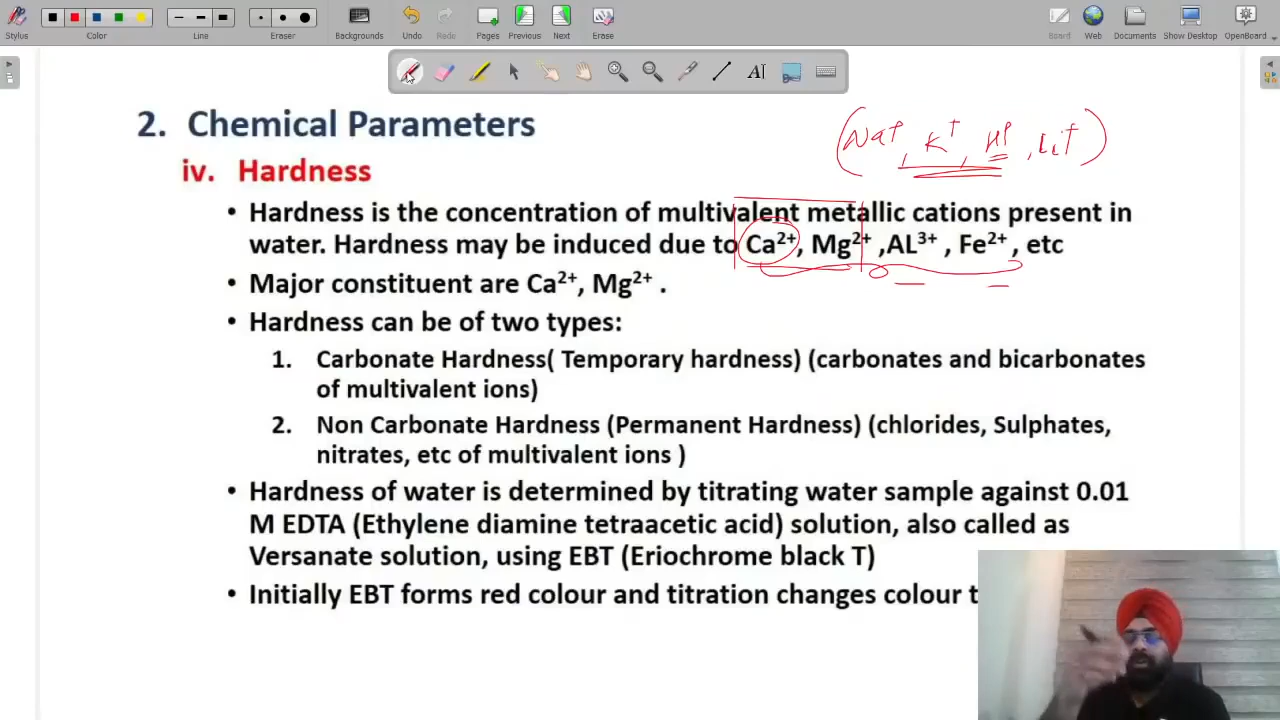 Stylus
Color
Line
Eraser
Backgrounds
Undo
Redo
Pages
Previous
Next
Erase
Board
Web
Documents
Show Desktop
OpenBoard
2. Chemical Parameters
(Na+, K+, H+, Li+)
iv. Hardness
• Hardness is the concentration of multivalent metallic cations present in
water. Hardness may be induced due to Ca²⁺, Mg²⁺ ,AL³⁺ , Fe²⁺ , etc
• Major constituent are Ca²⁺, Mg²⁺ .
• Hardness can be of two types:
1. Carbonate Hardness( Temporary hardness) (carbonates and bicarbonates
of multivalent ions)
2. Non Carbonate Hardness (Permanent Hardness) (chlorides, Sulphates,
nitrates, etc of multivalent ions )
• Hardness of water is determined by titrating water sample against 0.01
M EDTA (Ethylene diamine tetraacetic acid) solution, also called as
Versanate solution, using EBT (Eriochrome black T)
• Initially EBT forms red colour and titration changes colour t